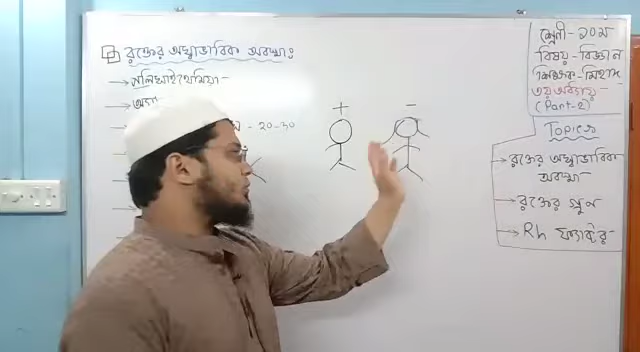 রক্তের অস্বাভাবিক অবস্থাঃ
→ পলিসাইথেমিয়া-
- 20-30
+
-
শ্রেণী - ১০ম
বিষয় - বিজ্ঞান
শিক্ষক-
৩য় অধ্যায়
(Part-2)
Topics
→ রক্তের অস্বাভাবিক
অবস্থা
→ রক্তের গ্রুপ
→ Rh ফ্যাক্টর